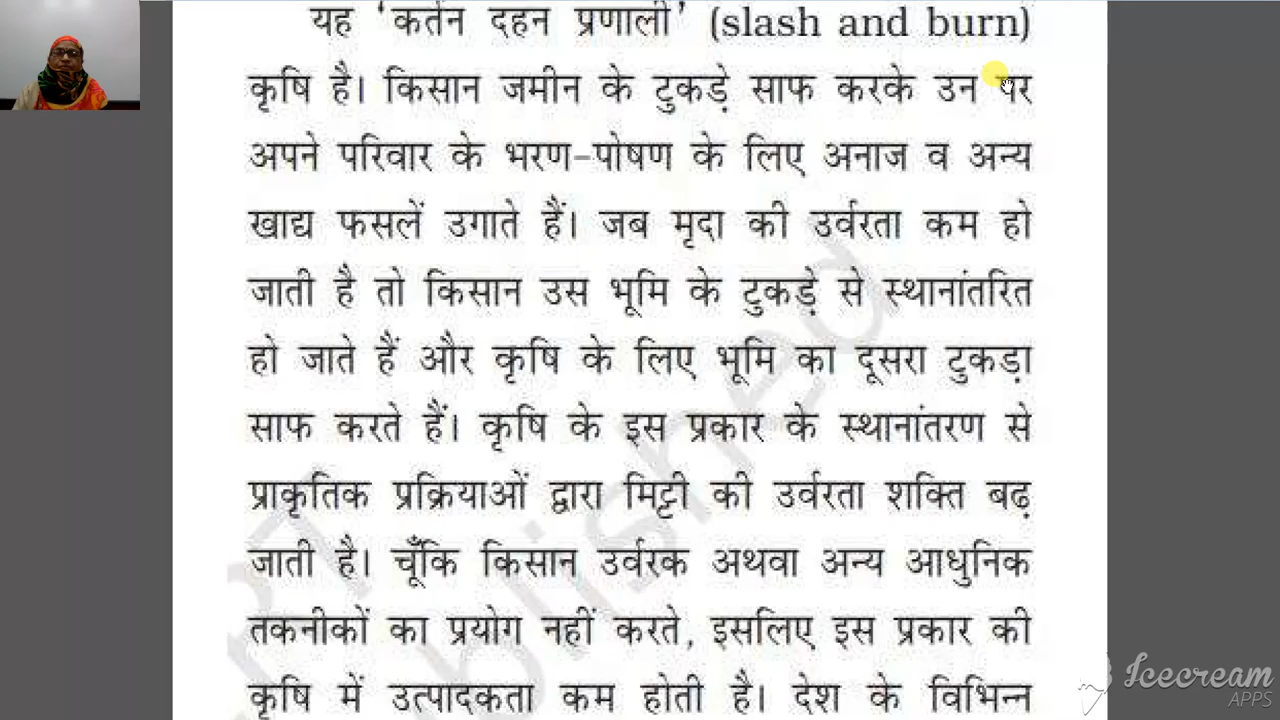 यह ‘कर्तन दहन प्रणाली’ (slash and burn)
कृषि है। किसान जमीन के टुकड़े साफ करके उन पर
अपने परिवार के भरण-पोषण के लिए अनाज व अन्य
खाद्य फसलें उगाते हैं। जब मृदा की उर्वरता कम हो
जाती है तो किसान उस भूमि के टुकड़े से स्थानांतरित
हो जाते हैं और कृषि के लिए भूमि का दूसरा टुकड़ा
साफ करते हैं। कृषि के इस प्रकार के स्थानांतरण से
प्राकृतिक प्रक्रियाओं द्वारा मिट्टी की उर्वरता शक्ति बढ़
जाती है। चूँकि किसान उर्वरक अथवा अन्य आधुनिक
तकनीकों का प्रयोग नहीं करते, इसलिए इस प्रकार की
कृषि में उत्पादकता कम होती है। देश के विभिन्न
Icecream
APPS